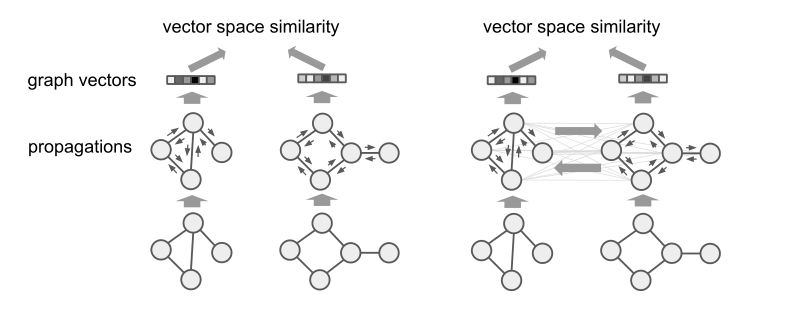 vector space similarity
vector space similarity
graph vectors
propagations